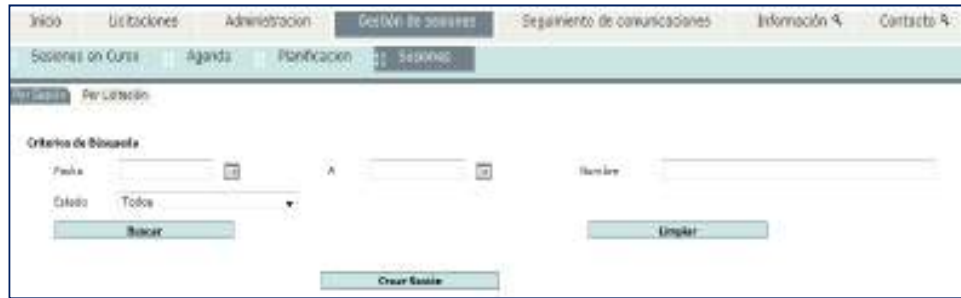 Inicio Licitaciones Administracion Gestión de sesiones Seguimiento de comunicaciones Información Contacto
Sesiones en Curso Agenda Planificacion Sesiones
Por Sesión Por Licitación
Criterios de Búsqueda
Fecha A Nombre
Estado Todos
Buscar Limpiar
Crear Sesión